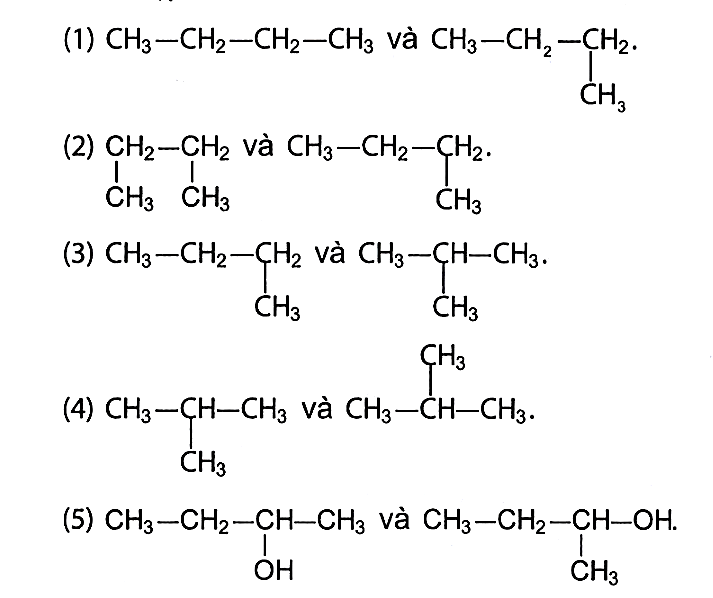 (1) CH₃—CH₂—CH₂—CH₃ và CH₃—CH₂—CH₂.
CH₃
(2) CH₂—CH₂ và CH₃—CH₂—CH₂.
CH₃ CH₃ CH₃
(3) CH₃—CH₂—CH₂ và CH₃—CH—CH₃.
CH₃ CH₃
CH₃
(4) CH₃—CH—CH₃ và CH₃—CH—CH₃.
CH₃
(5) CH₃—CH₂—CH—CH₃ và CH₃—CH₂—CH—OH.
OH CH₃